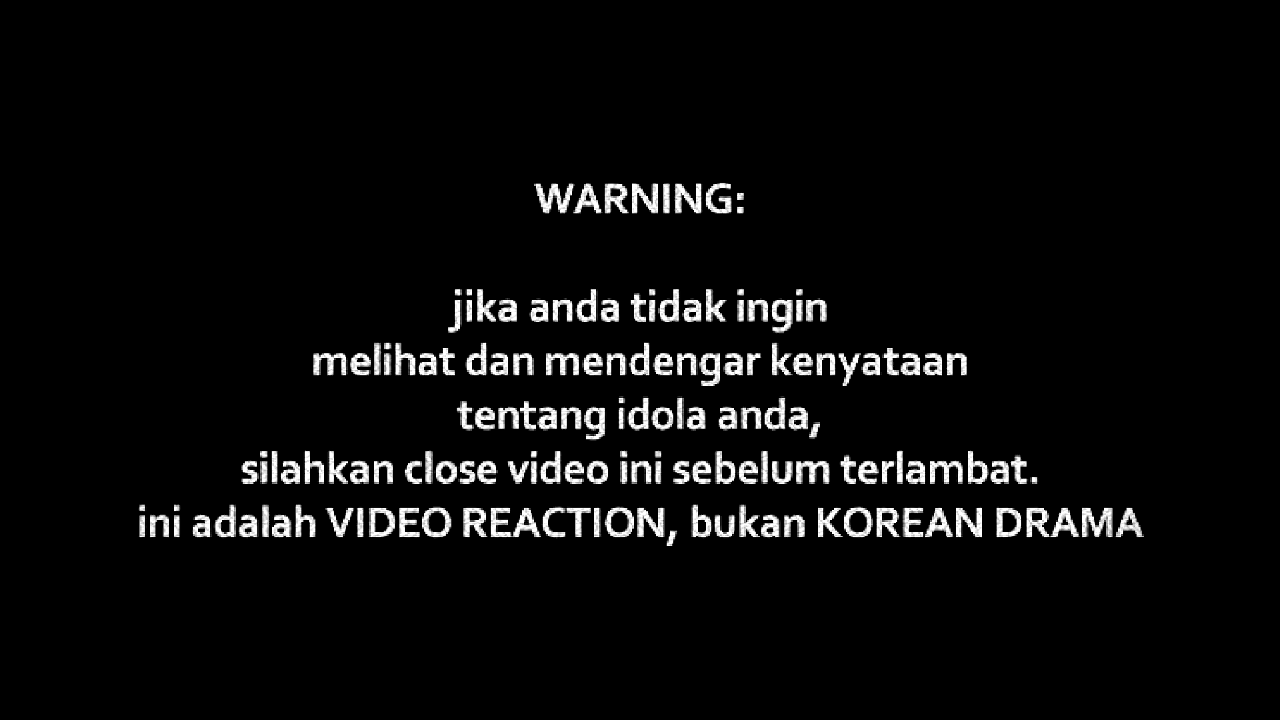 WARNING:
jika anda tidak ingin
melihat dan mendengar kenyataan
tentang idola anda,
silahkan close video ini sebelum terlambat.
ini adalah VIDEO REACTION, bukan KOREAN DRAMA